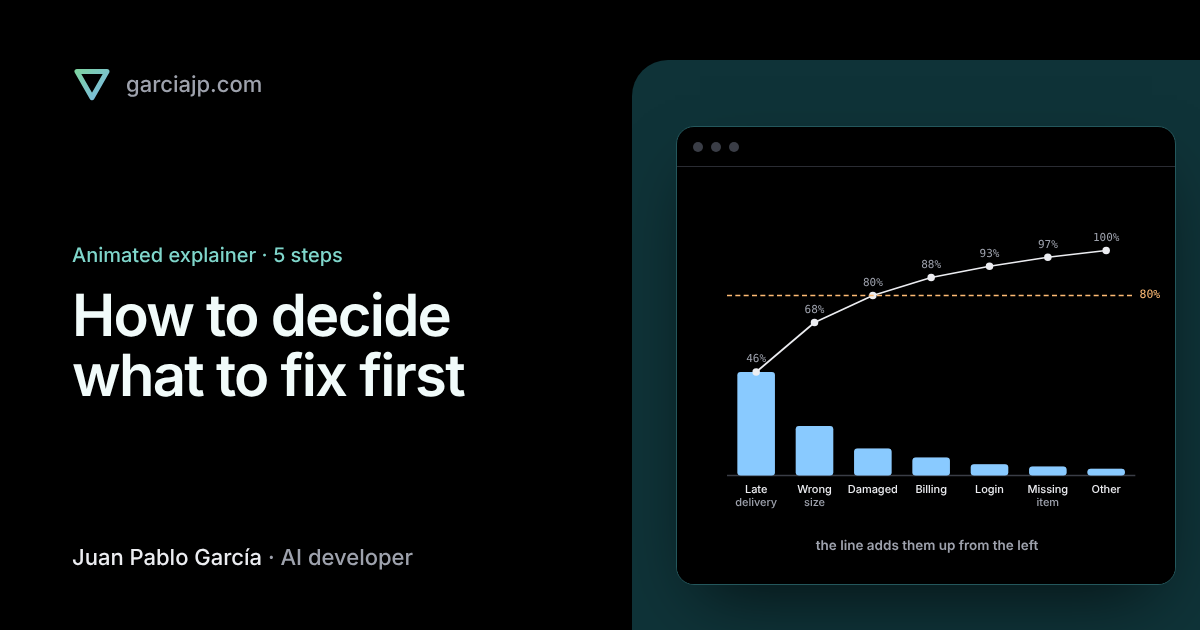 garciajp.com
Animated explainer · 5 steps
How to decide
what to fix first
Juan Pablo García · AI developer
46%
68%
80%
88%
93%
97%
100%
80%
Late
delivery
Wrong
size
Damaged
Billing
Login
Missing
item
Other
the line adds them up from the left